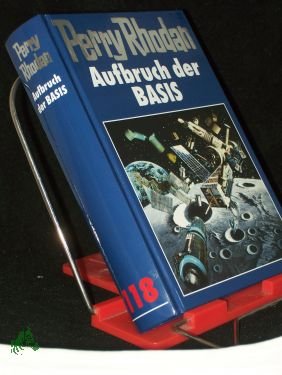 Perry
Rhodan
Aufbruch
der BASIS
Perry Rhodan
Aufbruch der
BASIS
118